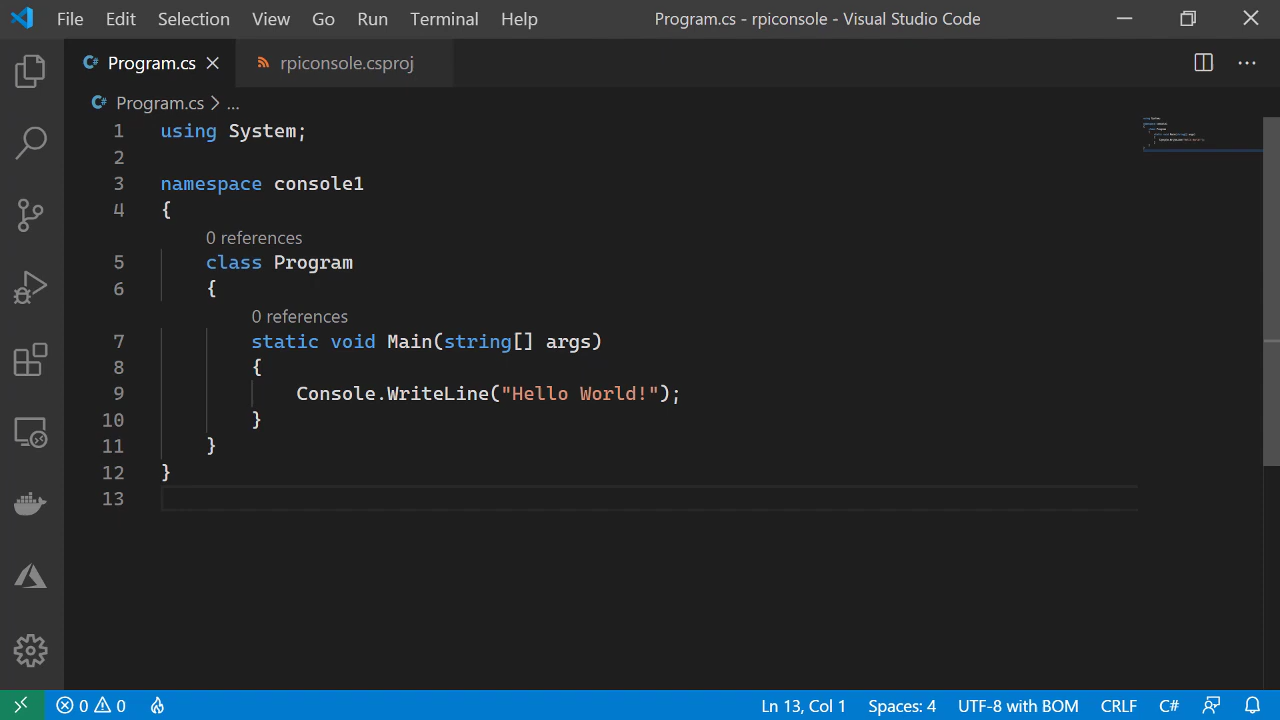 File Edit Selection View Go Run Terminal Help Program.cs - rpiconsole - Visual Studio Code
C# Program.cs rpiconsole.csproj
C# Program.cs > ...
1 using System;
2
3 namespace console1
4 {
0 references
5 class Program
6 {
0 references
7 static void Main(string[] args)
8 {
9 Console.WriteLine("Hello World!");
10 }
11 }
12 }
13
0 0 Ln 13, Col 1 Spaces: 4 UTF-8 with BOM CRLF C#